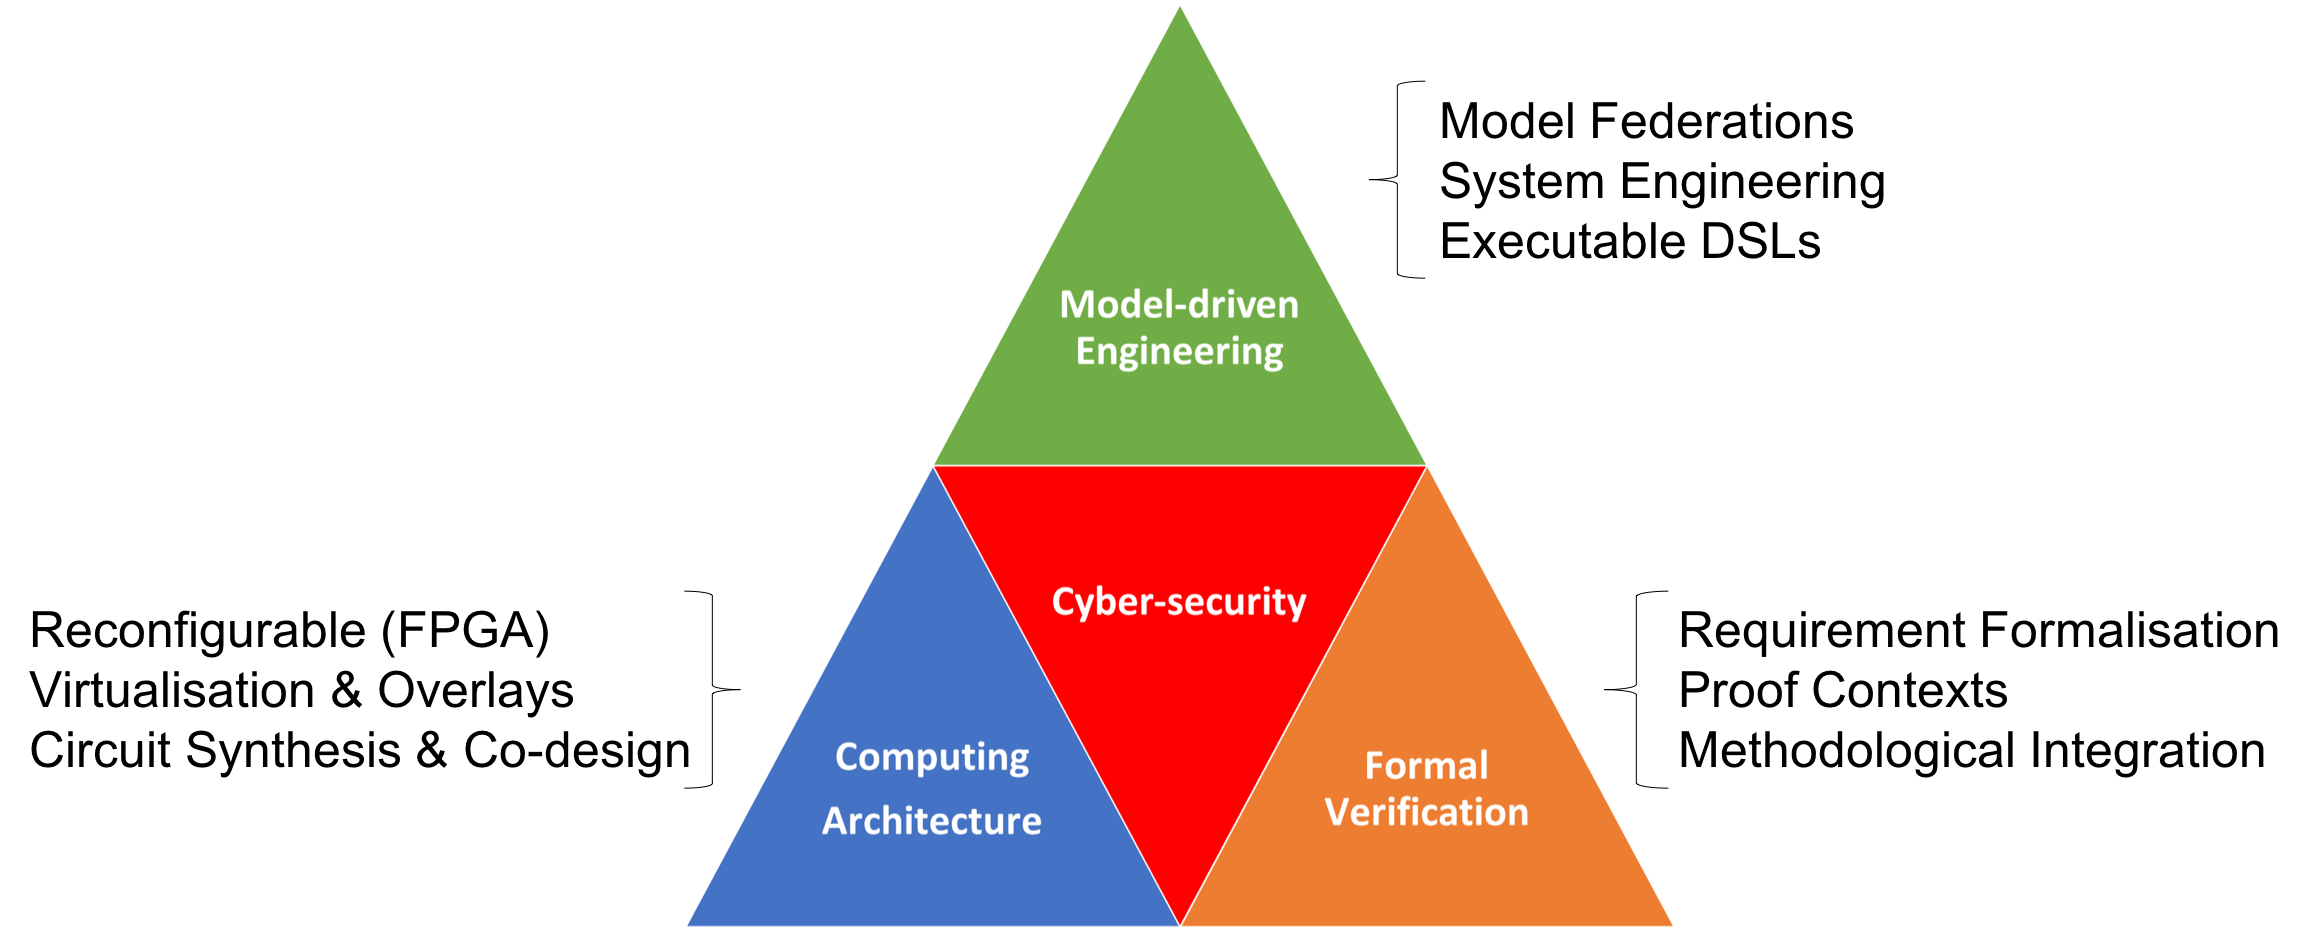 Model Federations
System Engineering
Executable DSLs
Model-driven
Engineering
Cyber-security
Reconfigurable (FPGA)
Virtualisation & Overlays
Circuit Synthesis & Co-design
Computing
Architecture
Formal
Verification
Requirement Formalisation
Proof Contexts
Methodological Integration